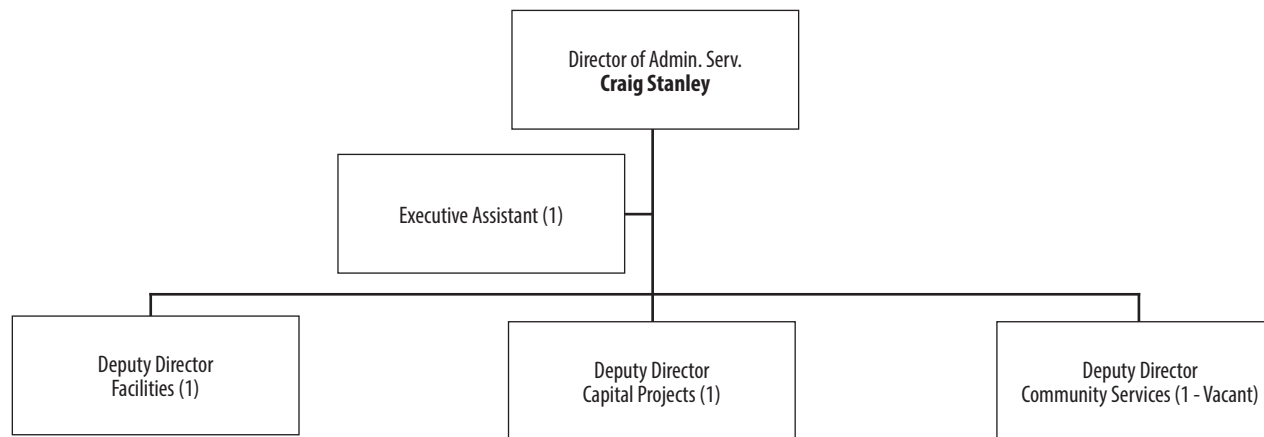 Director of Admin. Serv.
Craig Stanley
Executive Assistant (1)
Deputy Director
Facilities (1)
Deputy Director
Capital Projects (1)
Deputy Director
Community Services (1 - Vacant)